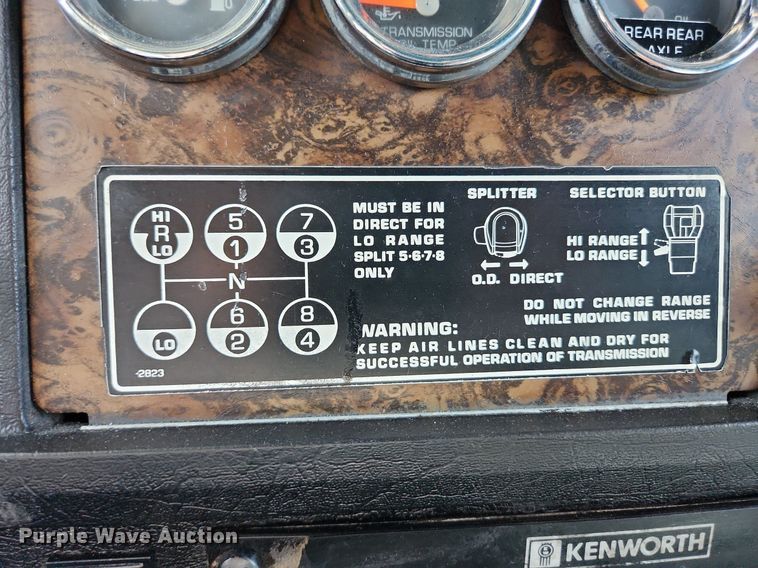 TRANSMISSION
TEMP
REAR REAR
AXLE
HI
R
LO
5
1
7
3
N
LO
6
2
8
4
-2823
MUST BE IN
DIRECT FOR
LO RANGE
SPLIT 5·6·7·8
ONLY
SPLITTER
O.D. DIRECT
SELECTOR BUTTON
HI RANGE
LO RANGE
DO NOT CHANGE RANGE
WHILE MOVING IN REVERSE
WARNING:
KEEP AIR LINES CLEAN AND DRY FOR
SUCCESSFUL OPERATION OF TRANSMISSION
KENWORTH
Purple Wave Auction